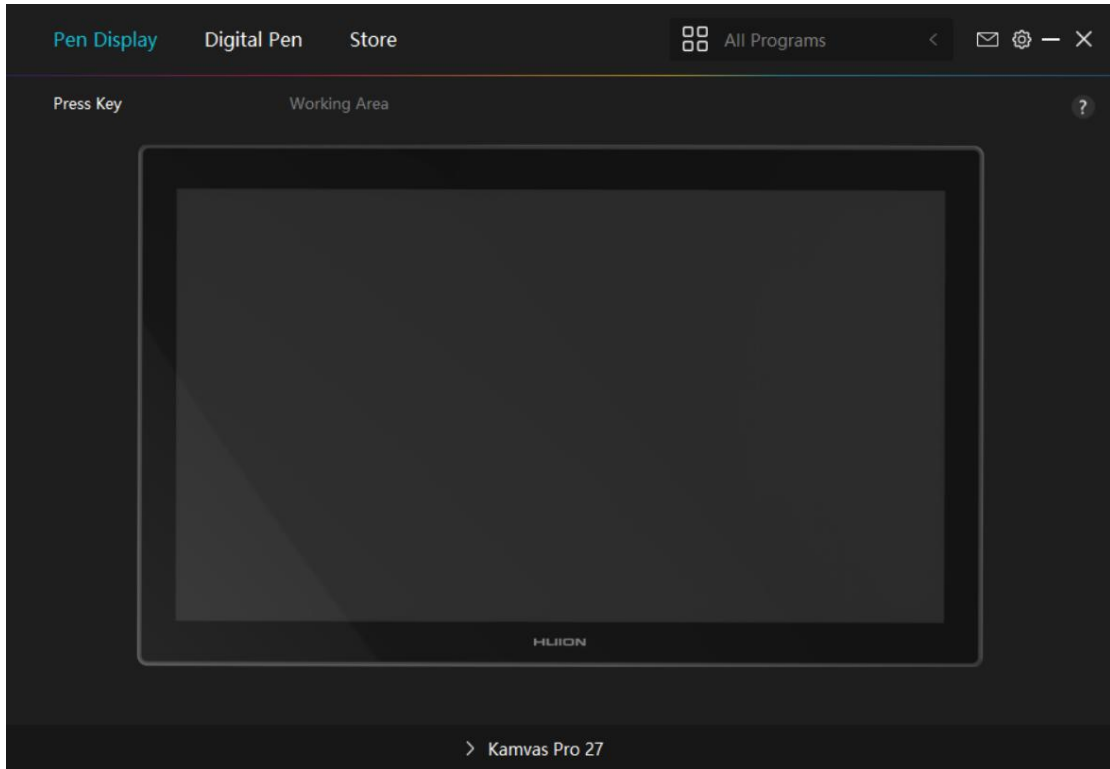 Pen Display Digital Pen Store All Programs
Press Key Working Area ?
HUION
Kamvas Pro 27